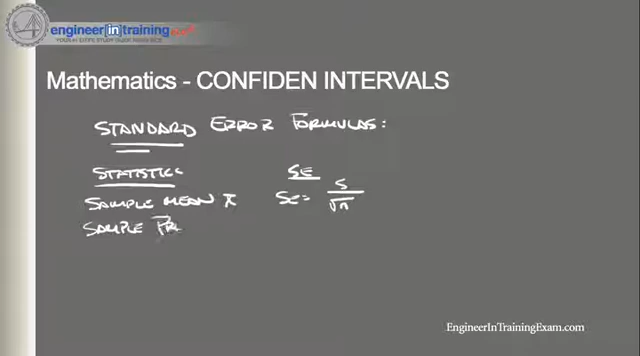 engineer[in]training
Mathematics - CONFIDEN INTERVALS
STANDARD ERROR FORMULAS:
STATISTIC SE
SAMPLE MEAN x̄ SE = s/√n
SAMPLE PR
EngineerInTrainingExam.com